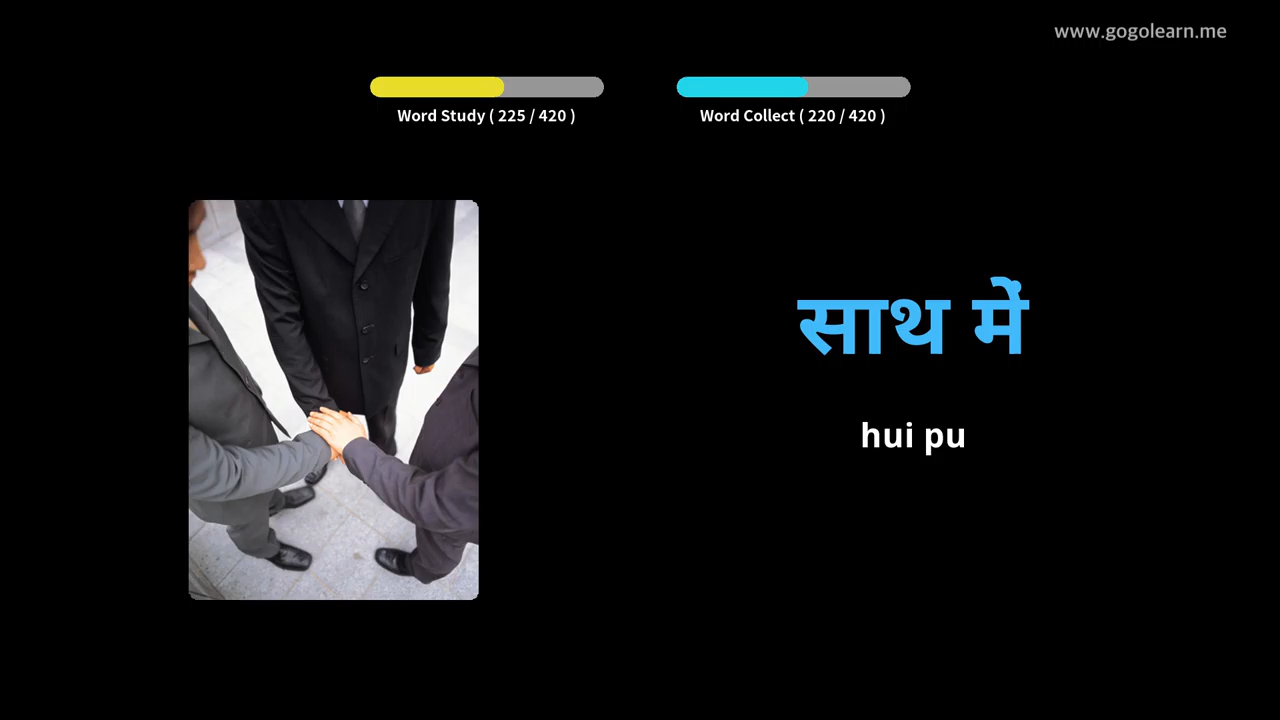 www.gogolearn.me
Word Study ( 225 / 420 )
Word Collect ( 220 / 420 )
साथ में
hui pu